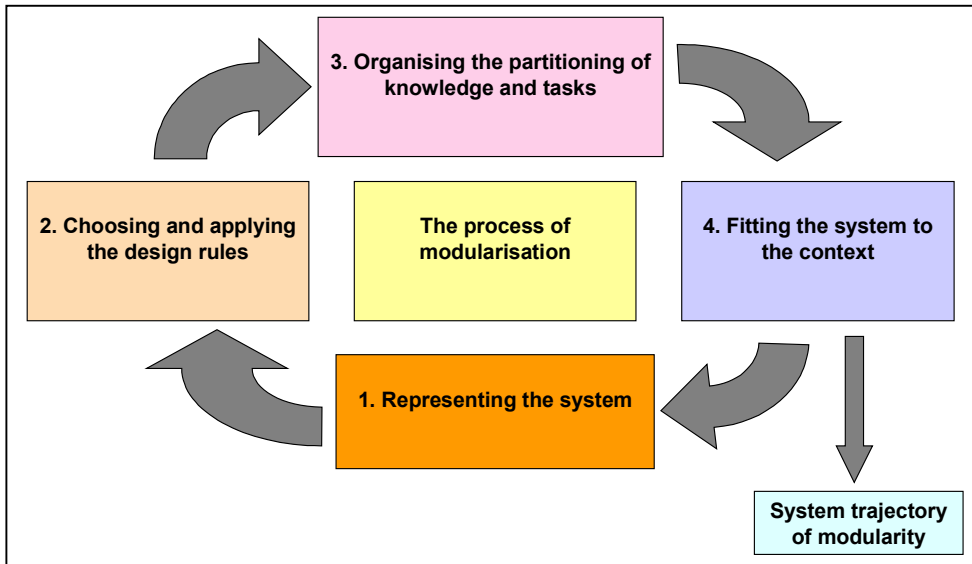 3. Organising the partitioning of
knowledge and tasks
2. Choosing and applying
the design rules
The process of
modularisation
4. Fitting the system to
the context
1. Representing the system
System trajectory
of modularity